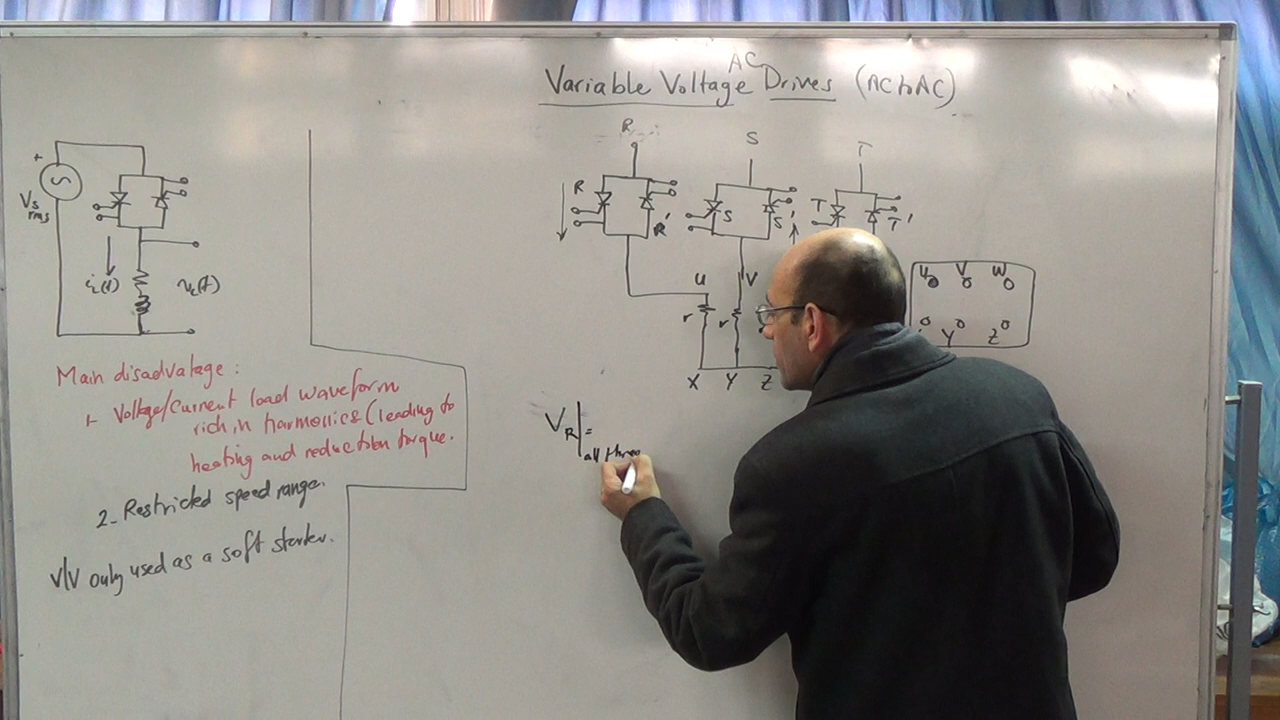 AC
Variable Voltage Drives (AC to AC)
R
S
T
R
R'
S
S'
T
T'
+
Vs
rms
iL(t)
vL(t)
u
V
r
r
X Y Z
U V W
Y Z
Main disadvatage :
1- Voltage/Current load waveform
rich in harmonics (leading to
heating and reduction torque.
2- Restricted speed range.
V/V only used as a soft starter.
VR| =
all three